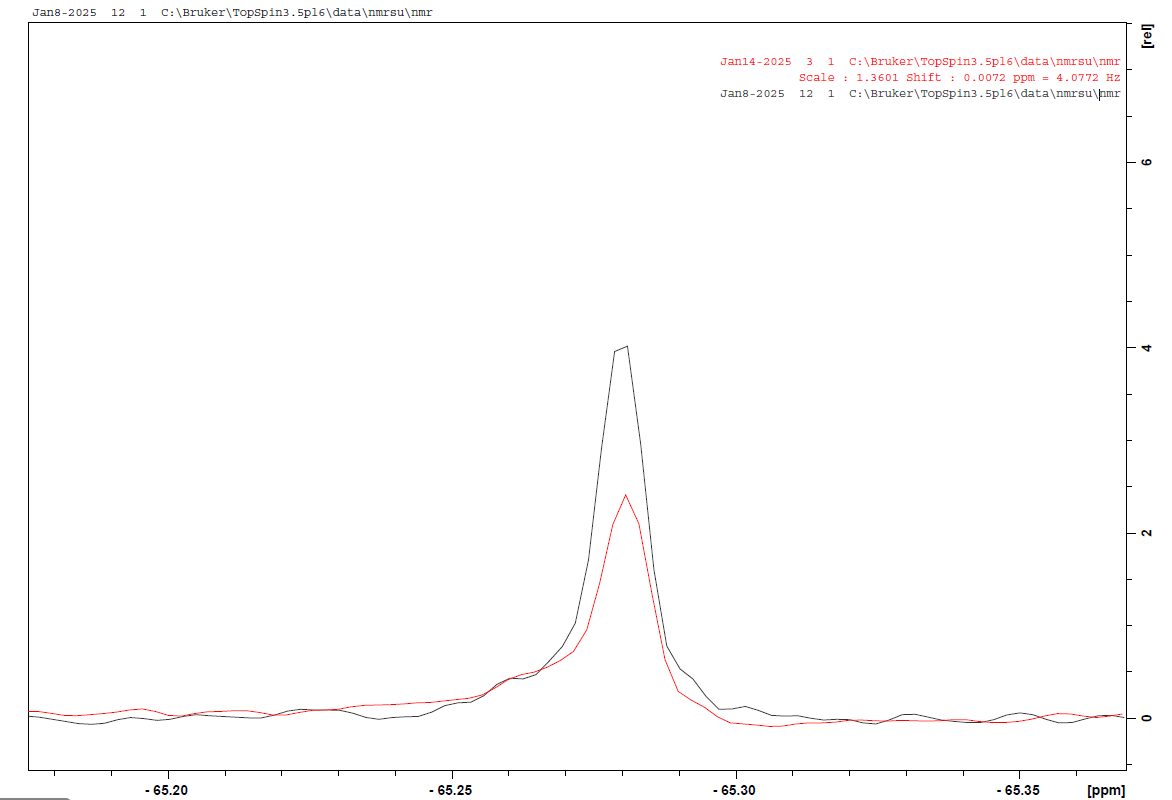 Jan8-2025 12 1 C:\Bruker\TopSpin3.5pl6\data\nmrsu\nmr
[rel]
Jan14-2025 3 1 C:\Bruker\TopSpin3.5pl6\data\nmrsu\nmr
Scale : 1.3601 Shift : 0.0072 ppm = 4.0772 Hz
Jan8-2025 12 1 C:\Bruker\TopSpin3.5pl6\data\nmrsu\nmr
6
4
2
0
- 65.20 - 65.25 - 65.30 - 65.35 [ppm]